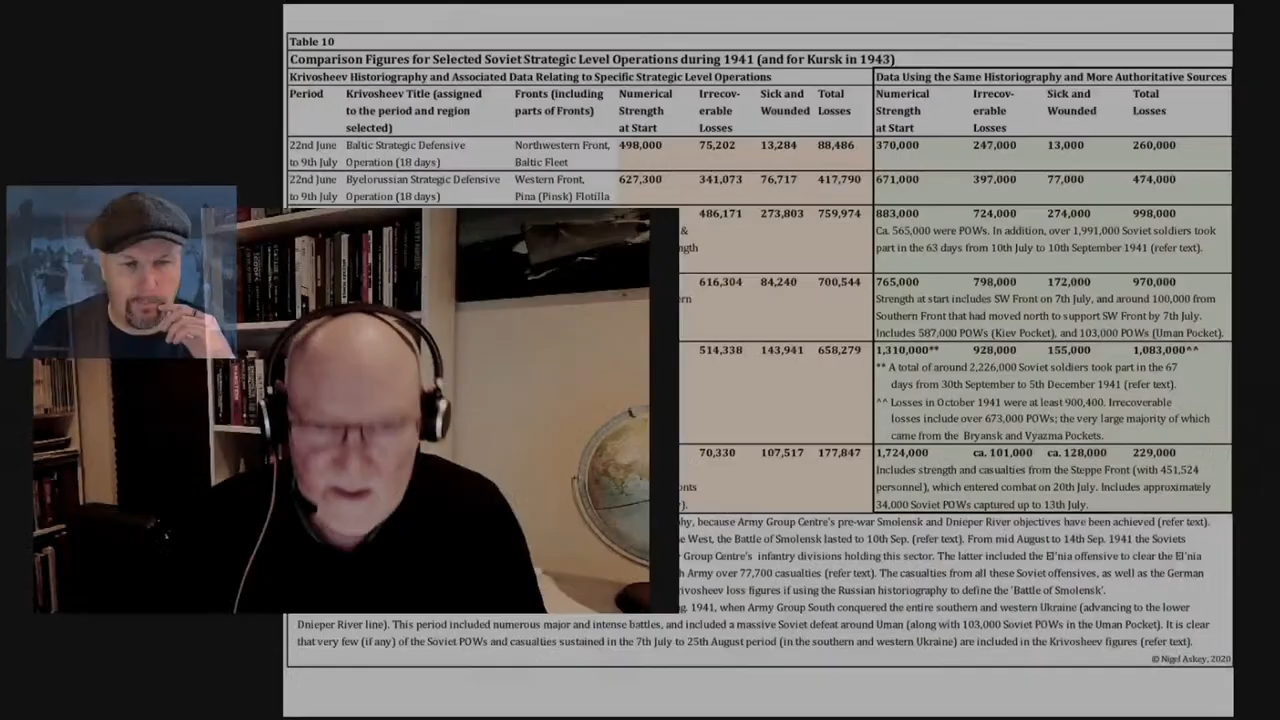 Table 10
Comparison Figures for Selected Soviet Strategic Level Operations during 1941 (and for Kursk in 1943)
Krivosheev Historiography and Associated Data Relating to Specific Strategic Level Operations Data Using the Same Historiography and More Authoritative Sources
Period Krivosheev Title (assigned Fronts (including Numerical Irrecov- Sick and Total Numerical Irrecov- Sick and Total
to the period and region parts of Fronts) Strength erable Wounded Losses Strength erable Wounded Losses
selected) at Start Losses at Start Losses
22nd June Baltic Strategic Defensive Northwestern Front, 498,000 75,202 13,284 88,486 370,000 247,000 13,000 260,000
to 9th July Operation (18 days) Baltic Fleet
22nd June Byelorussian Strategic Defensive Western Front, 627,300 341,073 76,717 417,790 671,000 397,000 77,000 474,000
to 9th July Operation (18 days) Pina (Pinsk) Flotilla
486,171 273,803 759,974 883,000 724,000 274,000 998,000
& Ca. 565,000 were POWs. In addition, over 1,991,000 Soviet soldiers took
part in the 63 days from 10th July to 10th September 1941 (refer text).
616,304 84,240 700,544 765,000 798,000 172,000 970,000
Strength at start includes SW Front on 7th July, and around 100,000 from
Southern Front that had moved north to support SW Front by 7th July.
Includes 587,000 POWs (Kiev Pocket), and 103,000 POWs (Uman Pocket).
514,338 143,941 658,279 1,310,000** 928,000 155,000 1,083,000^^
** A total of around 2,226,000 Soviet soldiers took part in the 67
days from 30th September to 5th December 1941 (refer text).
^^ Losses in October 1941 were at least 900,400. Irrecoverable
losses include over 673,000 POWs; the very large majority of which
came from the Bryansk and Vyazma Pockets.
70,330 107,517 177,847 1,724,000 ca. 101,000 ca. 128,000 229,000
Includes strength and casualties from the Steppe Front (with 451,524
personnel), which entered combat on 20th July. Includes approximately
34,000 Soviet POWs captured up to 13th July.
because Army Group Centre's pre-war Smolensk and Dnieper River objectives have been achieved (refer text).
West, the Battle of Smolensk lasted to 10th Sep. (refer text). From mid August to 14th Sep. 1941 the Soviets
Group Centre's infantry divisions holding this sector. The latter included the El'nia offensive to clear the El'nia
Army over 77,700 casualties (refer text). The casualties from all these Soviet offensives, as well as the German
loss figures if using the Russian historiography to define the 'Battle of Smolensk'.
1941, when Army Group South conquered the entire southern and western Ukraine (advancing to the lower
Dnieper River line). This period included numerous major and intense battles, and included a massive Soviet defeat around Uman (along with 103,000 Soviet POWs in the Uman Pocket). It is clear
that very few (if any) of the Soviet POWs and casualties sustained in the 7th July to 25th August period (in the southern and western Ukraine) are included in the Krivosheev figures (refer text).
© Nigel Askey, 2020